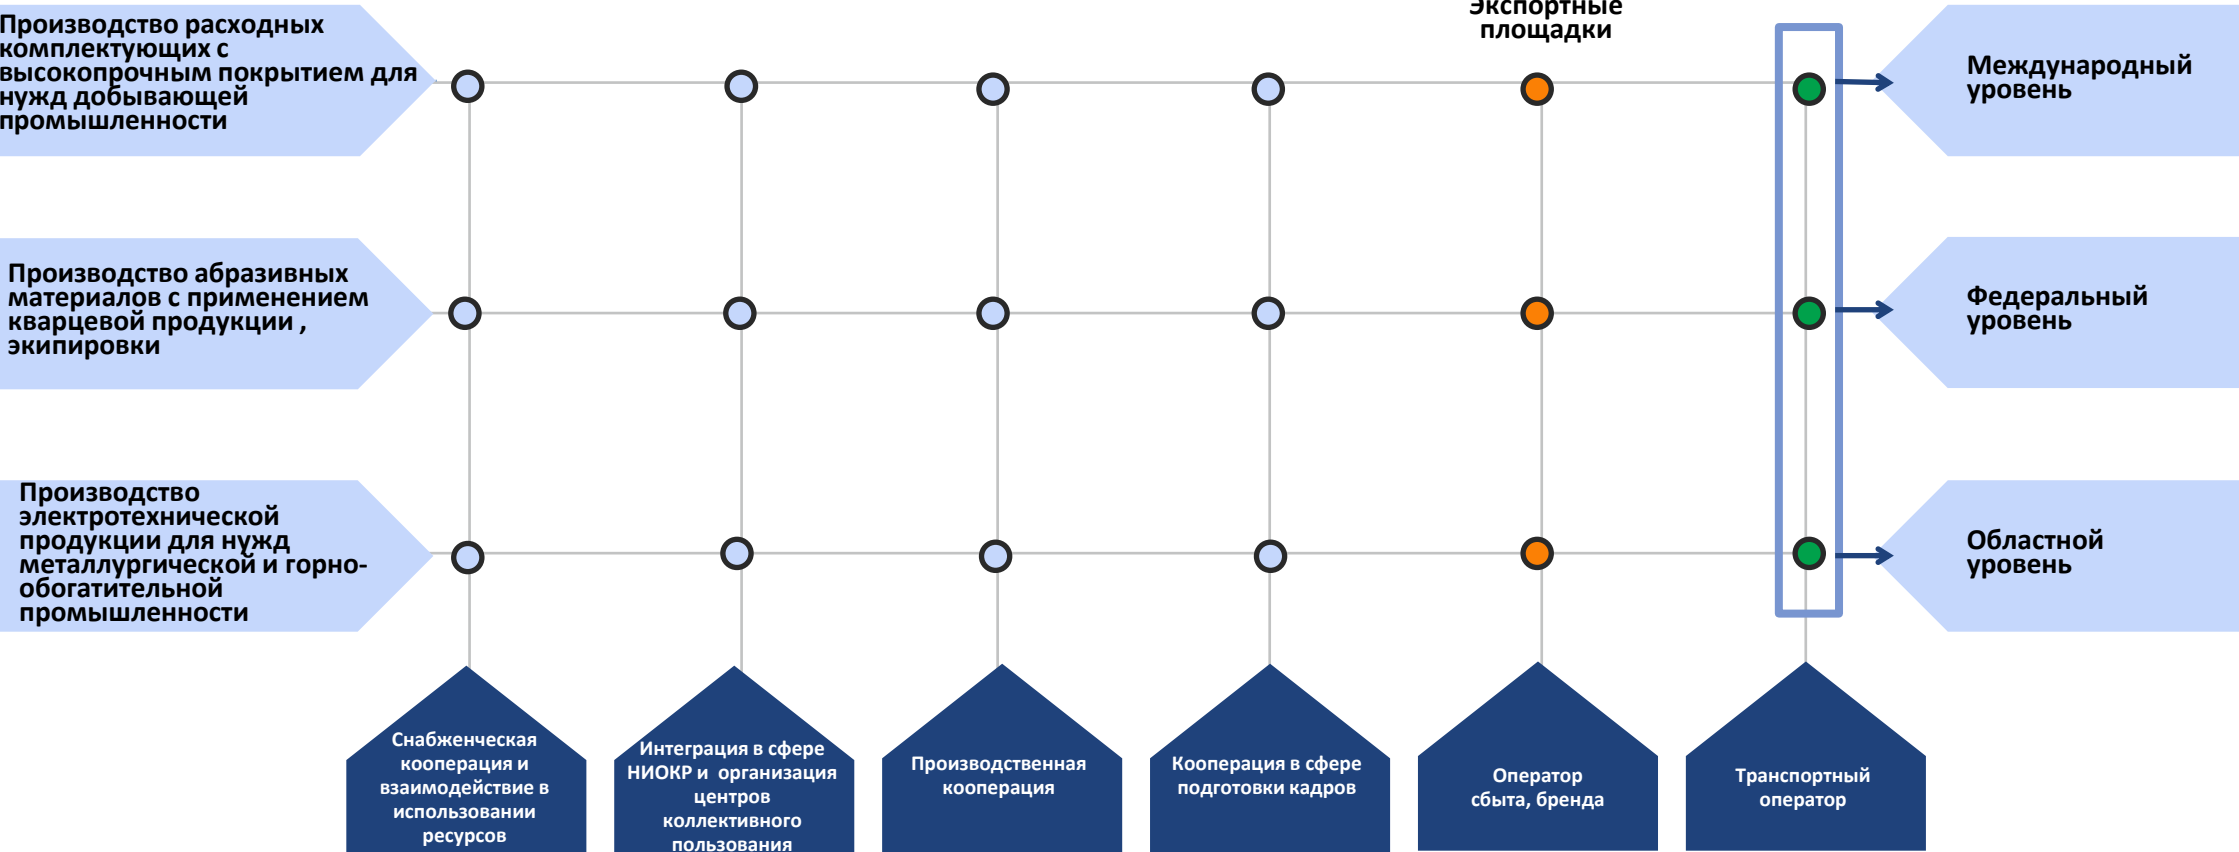 Производство расходных
комплектующих с
высокопрочным покрытием для
нужд добывающей
промышленности
Экспортные
площадки
Международный
уровень
Производство абразивных
материалов с применением
кварцевой продукции ,
экипировки
Федеральный
уровень
Производство
электротехнической
продукции для нужд
металлургической и горно-
обогатительной
промышленности
Областной
уровень
Снабженческая
кооперация и
взаимодействие в
использовании
ресурсов
Интеграция в сфере
НИОКР и организация
центров
коллективного
пользования
Производственная
кооперация
Кооперация в сфере
подготовки кадров
Оператор
сбыта, бренда
Транспортный
оператор